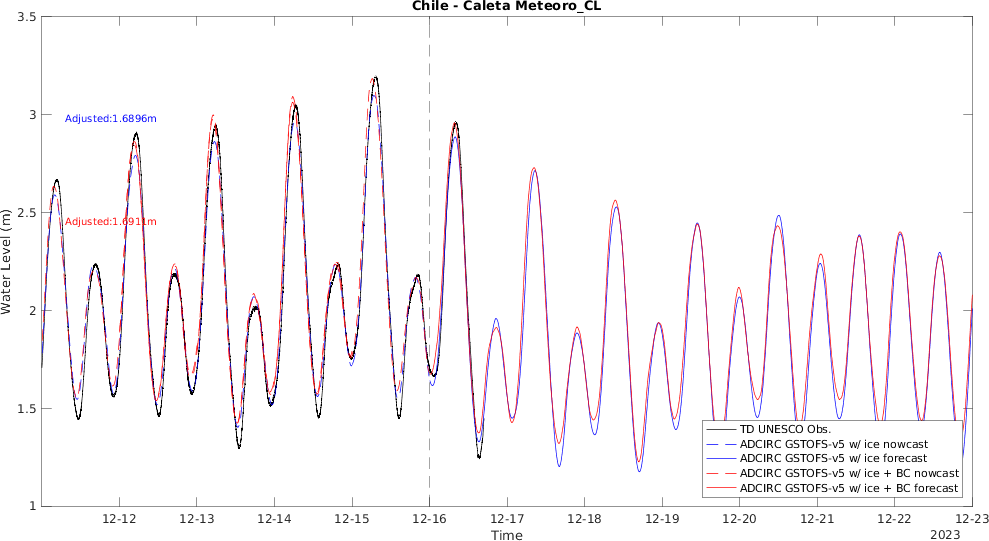 Chile - Caleta Meteoro_CL
3.5
3
2.5
2
1.5
1
Water Level (m)
Adjusted:1.6896m
Adjusted:1.6911m
TD UNESCO Obs.
ADCIRC GSTOFS-v5 w/ ice nowcast
ADCIRC GSTOFS-v5 w/ ice forecast
ADCIRC GSTOFS-v5 w/ ice + BC nowcast
ADCIRC GSTOFS-v5 w/ ice + BC forecast
12-12 12-13 12-14 12-15 12-16 12-17 12-18 12-19 12-20 12-21 12-22 12-23
Time
2023